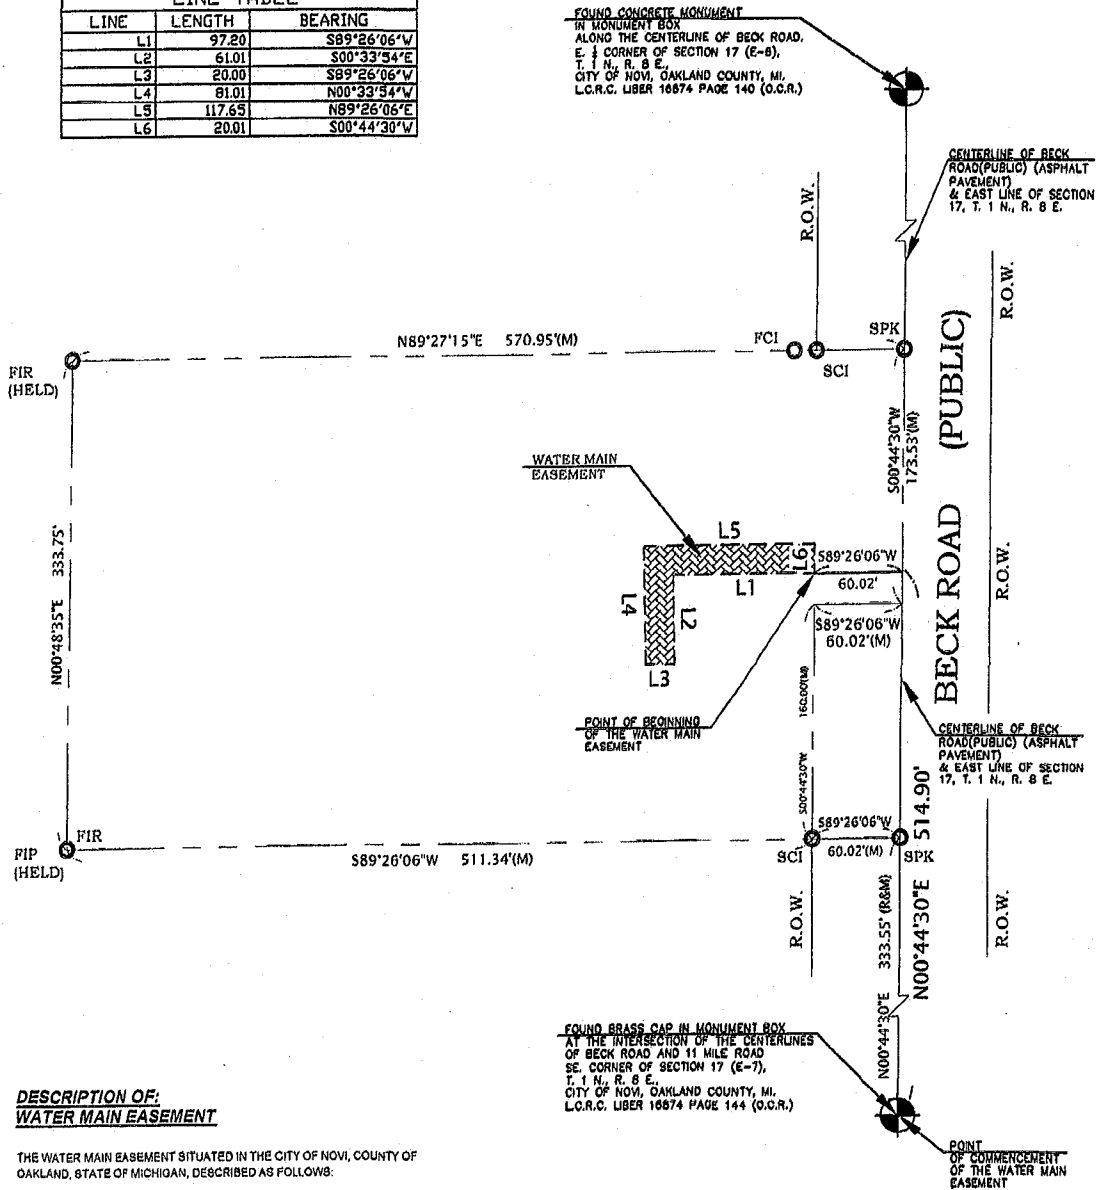 LINE TABLE
LINE LENGTH BEARING
L1 97.20 S89°26'06"W
L2 61.01 S00°33'54"E
L3 20.00 S89°26'06"W
L4 81.01 N00°33'54"W
L5 117.65 N89°26'06"E
L6 20.01 S00°44'30"W
FOUND CONCRETE MONUMENT
IN MONUMENT BOX
ALONG THE CENTERLINE OF BECK ROAD,
E. ¼ CORNER OF SECTION 17 (E-6),
T. 1 N., R. 8 E.,
CITY OF NOVI, OAKLAND COUNTY, MI.
L.C.R.C. LIBER 16874 PAGE 140 (O.C.R.)
CENTERLINE OF BECK
ROAD(PUBLIC) (ASPHALT
PAVEMENT)
& EAST LINE OF SECTION
17, T. 1 N., R. 8 E.
R.O.W.
R.O.W.
N89°27'15"E 570.95'(M)
FCI
SPK
SCI
FIR
(HELD)
BECK ROAD (PUBLIC)
S00°44'30"W
173.53'(M)
WATER MAIN
EASEMENT
L5
L6
L1
L4
L2
L3
S89°26'06"W
60.02'
S89°26'06"W
60.02'(M)
R.O.W.
N00°48'35"E 333.75'
160.00'(M)
S00°44'30"W
POINT OF BEGINNING
OF THE WATER MAIN
EASEMENT
CENTERLINE OF BECK
ROAD(PUBLIC) (ASPHALT
PAVEMENT)
& EAST LINE OF SECTION
17, T. 1 N., R. 8 E.
FIR
FIP
(HELD)
S89°26'06"W 511.34'(M)
S89°26'06"W
60.02'(M)
SCI
SPK
N00°44'30"E 514.90'
R.O.W.
R.O.W.
N00°44'30"E 333.55' (R&M)
FOUND BRASS CAP IN MONUMENT BOX
AT THE INTERSECTION OF THE CENTERLINES
OF BECK ROAD AND 11 MILE ROAD
SE. CORNER OF SECTION 17 (E-7),
T. 1 N., R. 8 E.,
CITY OF NOVI, OAKLAND COUNTY, MI.
L.C.R.C. LIBER 16874 PAGE 144 (O.C.R.)
POINT
OF COMMENCEMENT
OF THE WATER MAIN
EASEMENT
DESCRIPTION OF:
WATER MAIN EASEMENT
THE WATER MAIN EASEMENT SITUATED IN THE CITY OF NOVI, COUNTY OF
OAKLAND, STATE OF MICHIGAN, DESCRIBED AS FOLLOWS: